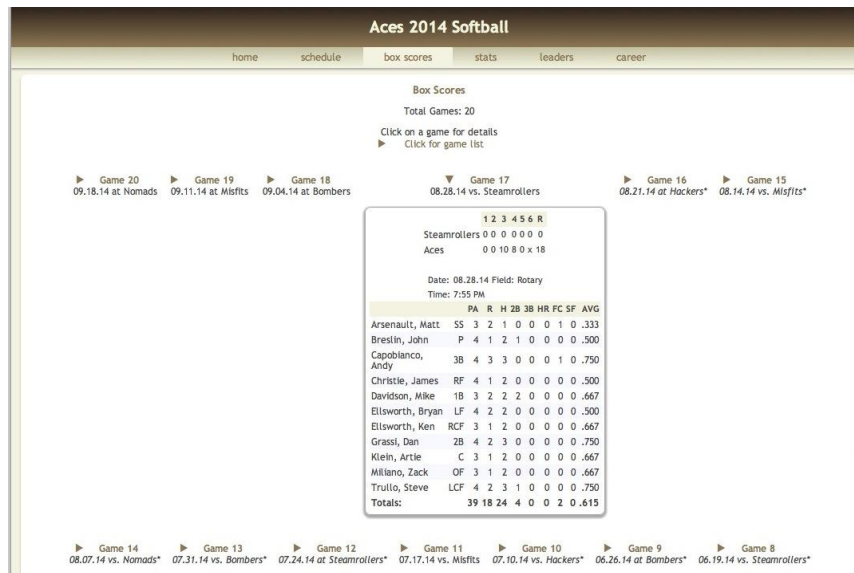 Aces 2014 Softball
home schedule box scores stats leaders career
Box Scores
Total Games: 20
Click on a game for details
Click for game list
Game 20 Game 19 Game 18 Game 17 Game 16 Game 15
09.18.14 at Nomads 09.11.14 at Misfits 09.04.14 at Bombers 08.28.14 vs. Steamrollers 08.21.14 at Hackers* 08.14.14 vs. Misfits*
1 2 3 4 5 6 R
Steamrollers 0 0 0 0 0 0 0
Aces 0 0 10 8 0 x 18
Date: 08.28.14 Field: Rotary
Time: 7:55 PM
PA R H 2B 3B HR FC SF AVG
Arsenault, Matt SS 3 2 1 0 0 0 1 0 .333
Breslin, John P 4 1 2 1 0 0 0 0 .500
Capobianco,
Andy 3B 4 3 3 0 0 0 1 0 .750
Christie, James RF 4 1 2 0 0 0 0 0 .500
Davidson, Mike 1B 3 2 2 2 0 0 0 0 .667
Ellsworth, Bryan LF 4 2 2 0 0 0 0 0 .500
Ellsworth, Ken RCF 3 1 2 0 0 0 0 0 .667
Grassi, Dan 2B 4 2 3 0 0 0 0 0 .750
Klein, Artie C 3 1 2 0 0 0 0 0 .667
Miliano, Zack OF 3 1 2 0 0 0 0 0 .667
Trullo, Steve LCF 4 2 3 1 0 0 0 0 .750
Totals: 39 18 24 4 0 0 2 0 .615
Game 14 Game 13 Game 12 Game 11 Game 10 Game 9 Game 8
08.07.14 vs. Nomads* 07.31.14 vs. Bombers* 07.24.14 at Steamrollers* 07.17.14 vs. Misfits 07.10.14 vs. Hackers* 06.26.14 at Bombers* 06.19.14 vs. Steamrollers*